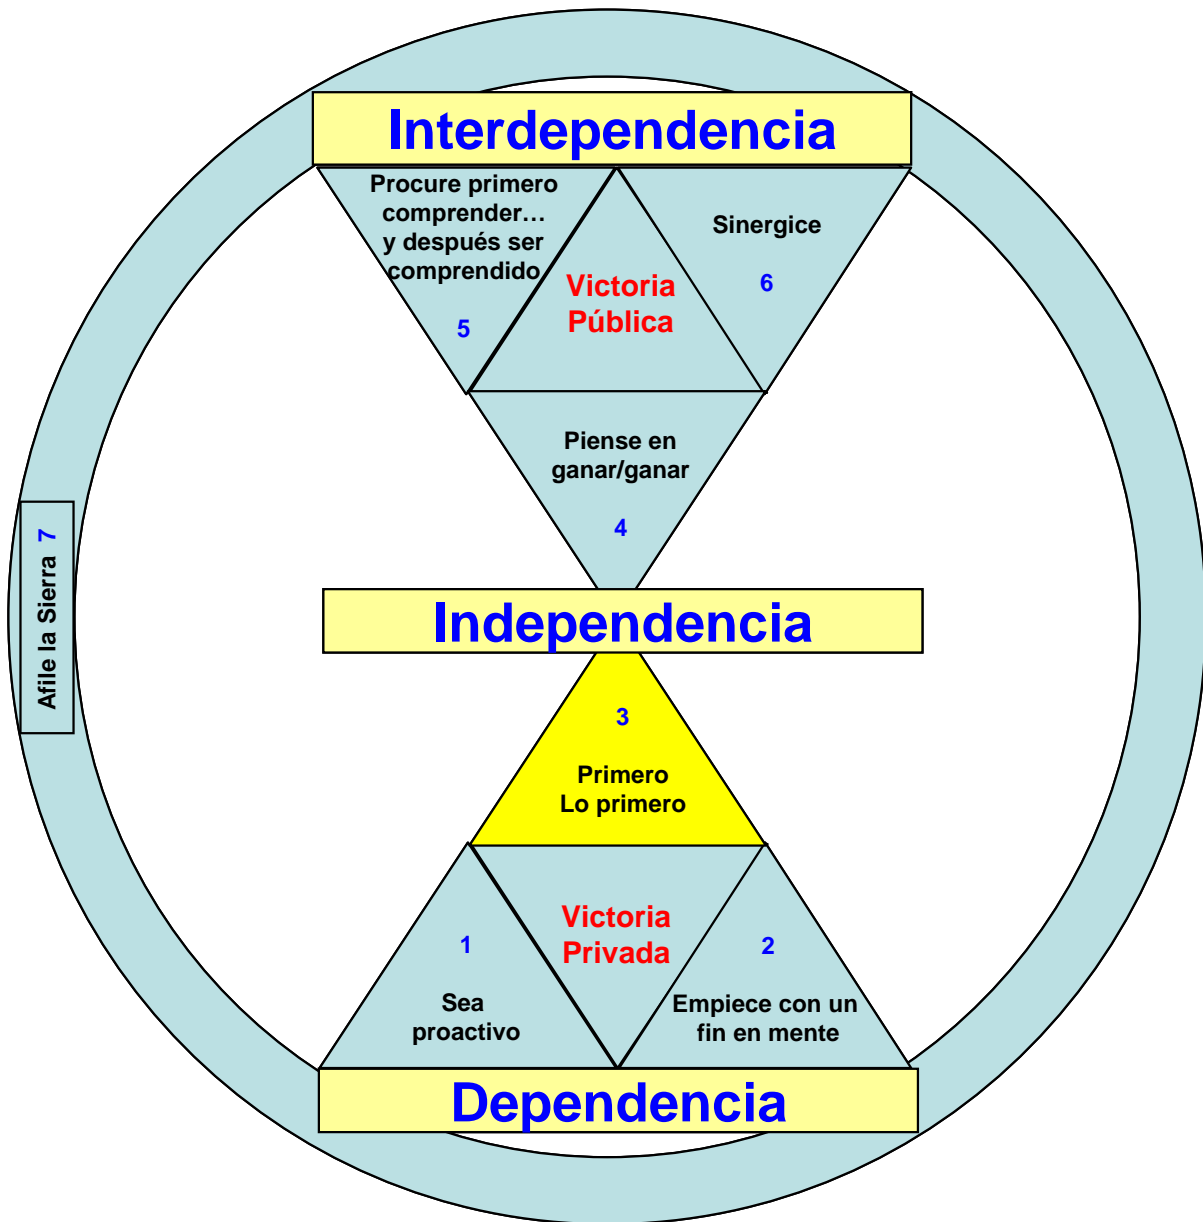 Interdependencia
Procure primero
comprender…
y después ser
comprendido
5
Victoria
Pública
Sinergice
6
Piense en
ganar/ganar
4
Afile la Sierra 7
Independencia
3
Primero
Lo primero
1
Sea
proactivo
Victoria
Privada
2
Empiece con un
fin en mente
Dependencia